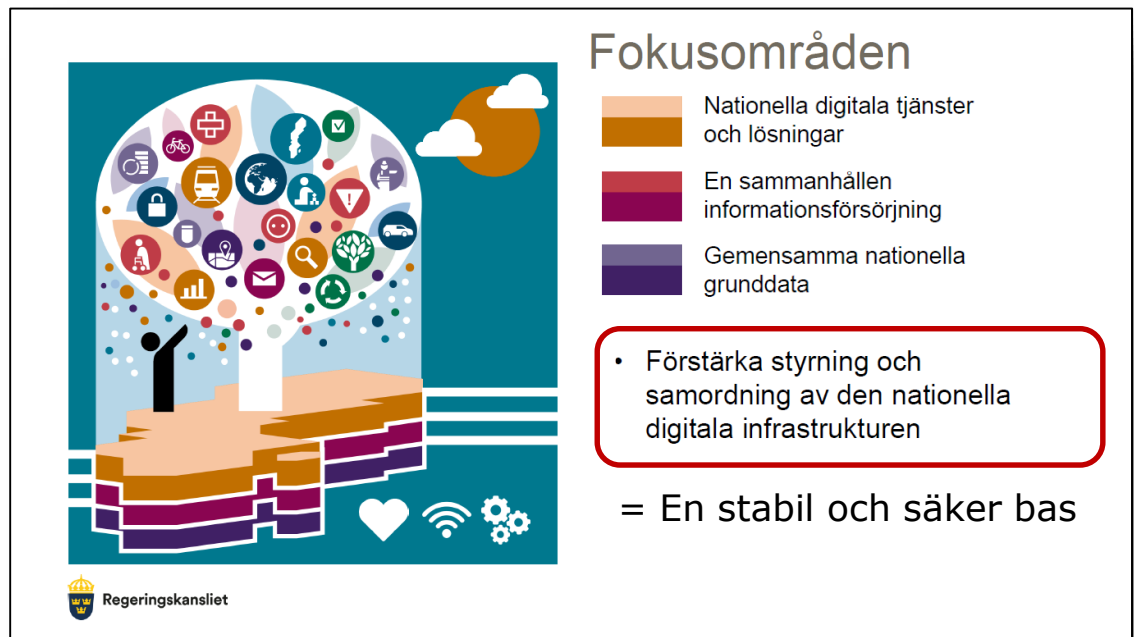 Fokusområden
Nationella digitala tjänster
och lösningar
En sammanhållen
informationsförsörjning
Gemensamma nationella
grunddata
• Förstärka styrning och
samordning av den nationella
digitala infrastrukturen
= En stabil och säker bas
Regeringskansliet